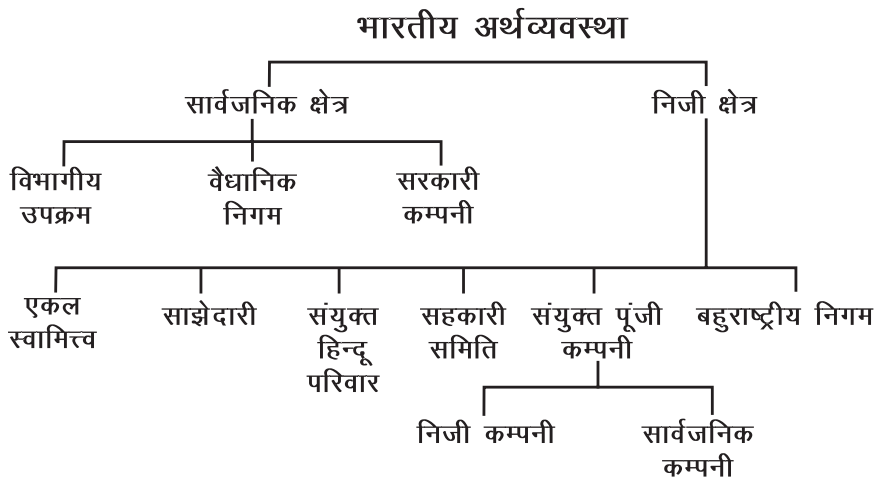 भारतीय अर्थव्यवस्था
सार्वजनिक क्षेत्र
निजी क्षेत्र
विभागीय
उपक्रम
वैधानिक
निगम
सरकारी
कम्पनी
एकल
स्वामित्त्व
साझेदारी
संयुक्त
हिन्दू
परिवार
सहकारी
समिति
संयुक्त पूंजी
कम्पनी
बहुराष्ट्रीय निगम
निजी कम्पनी
सार्वजनिक
कम्पनी